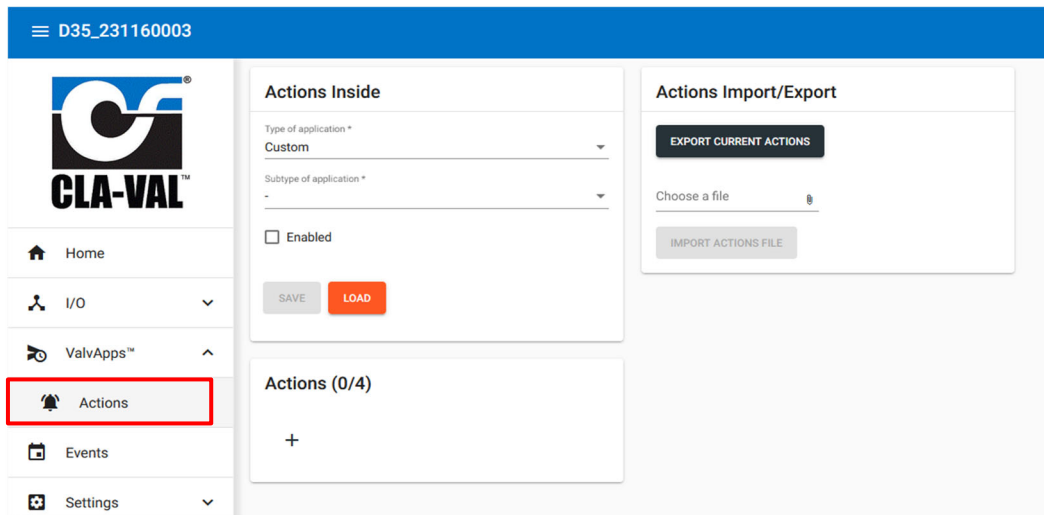 D35_231160003
®
CLA-VAL™
Home
I/O
ValvApps™
Actions
Events
Settings
Actions Inside
Type of application *
Custom
Subtype of application *
-
Enabled
SAVE
LOAD
Actions (0/4)
+
Actions Import/Export
EXPORT CURRENT ACTIONS
Choose a file
IMPORT ACTIONS FILE